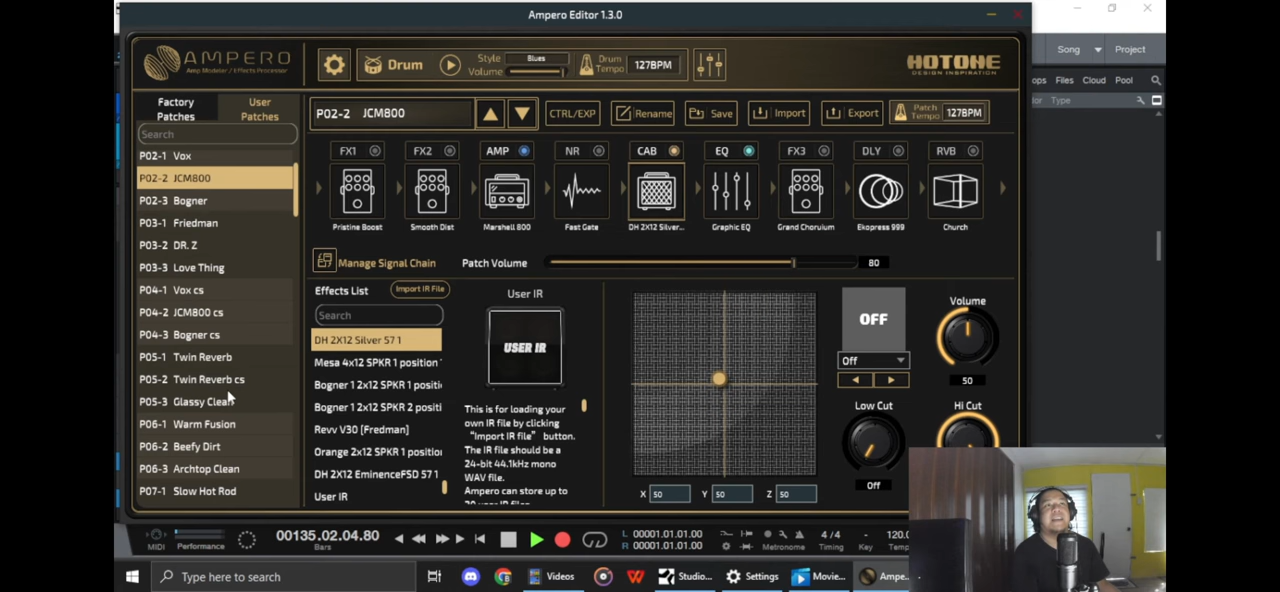 Ampero Editor 1.3.0
AMPERO
Amp Modeler / Effects Processor
Drum
Style
Blues
Volume
Drum
Tempo
127BPM
HOTONE
DESIGN INSPIRATION
Song
Project
ops Files Cloud Pool
Type
Factory
Patches
User
Patches
Search
P02-1 Vox
P02-2 JCM800
P02-3 Bogner
P03-1 Friedman
P03-2 DR. Z
P03-3 Love Thing
P04-1 Vox cs
P04-2 JCM800 cs
P04-3 Bogner cs
P05-1 Twin Reverb
P05-2 Twin Reverb cs
P05-3 Glassy Clean
P06-1 Warm Fusion
P06-2 Beefy Dirt
P06-3 Archtop Clean
P07-1 Slow Hot Rod
P02-2 JCM800
CTRL/EXP
Rename
Save
Import
Export
Patch
Tempo
127BPM
FX1
FX2
AMP
NR
CAB
EQ
FX3
DLY
RVB
Pristine Boost
Smooth Dist
Marshell 800
Fast Gate
DH 2X12 Silver...
Graphic EQ
Grand Choruium
Ekopress 999
Church
Manage Signal Chain
Patch Volume
80
Effects List
Import IR File
Search
DH 2X12 Silver 57 1
Mesa 4x12 SPKR 1 position
Bogner 1 2x12 SPKR 1 positi
Bogner 1 2x12 SPKR 2 positi
Revv V30 [Fredman]
Orange 2x12 SPKR 1 position
DH 2X12 EminenceFSD 57 1
User IR
User IR
USER IR
This is for loading your
own IR file by clicking
“Import IR file” button.
The IR file should be a
24-bit 44.1kHz mono
WAV file.
Ampero can store up to
X 50
Y 50
Z 50
OFF
Off
Volume
50
Low Cut
Off
Hi Cut
MIDI
Performance
00135.02.04.80
Bars
L 00001.01.01.00
R 00001.01.01.00
Metronome
4/4
Timing
-
Key
120.0
Temp
Type here to search
Videos
Studio...
Settings
Movie...
Ampe...